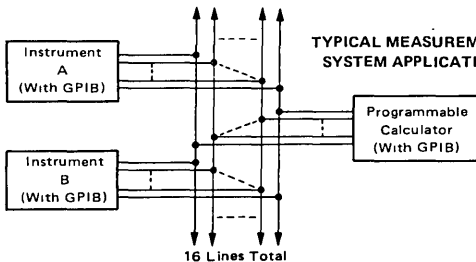 TYPICAL MEASUREM
SYSTEM APPLICAT
Instrument
A
(With GPIB)
Programmable
Calculator
(With GPIB)
Instrument
B
(With GPIB)
16 Lines Total